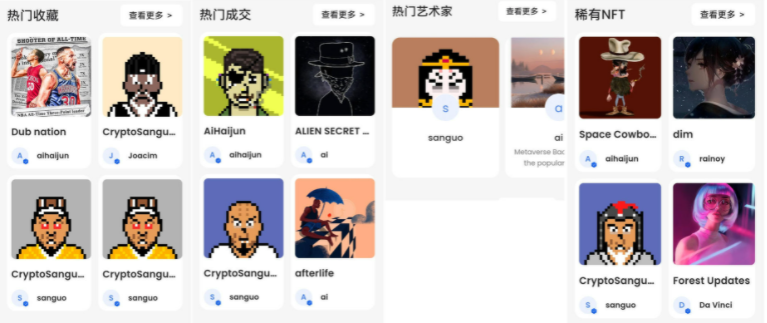 热门收藏
查看更多 >
SHOOTER OF ALL-TIME
Dub nation
A
aihaijun
CryptoSangu...
J
Joacim
CryptoSangu...
S
sanguo
CryptoSangu...
S
sanguo
热门成交
查看更多 >
AiHaijun
A
aihaijun
ALIEN SECRET ...
A
ai
CryptoSangu...
S
sanguo
afterlife
A
ai
热门艺术家
查看更多 >
S
sanguo
a
ai
Metaverse Bac
the popular
稀有NFT
查看更多 >
Space Cowbo...
A
aihaijun
dim
R
rainoy
CryptoSangu...
S
sanguo
Forest Updates
D
Da Vinci